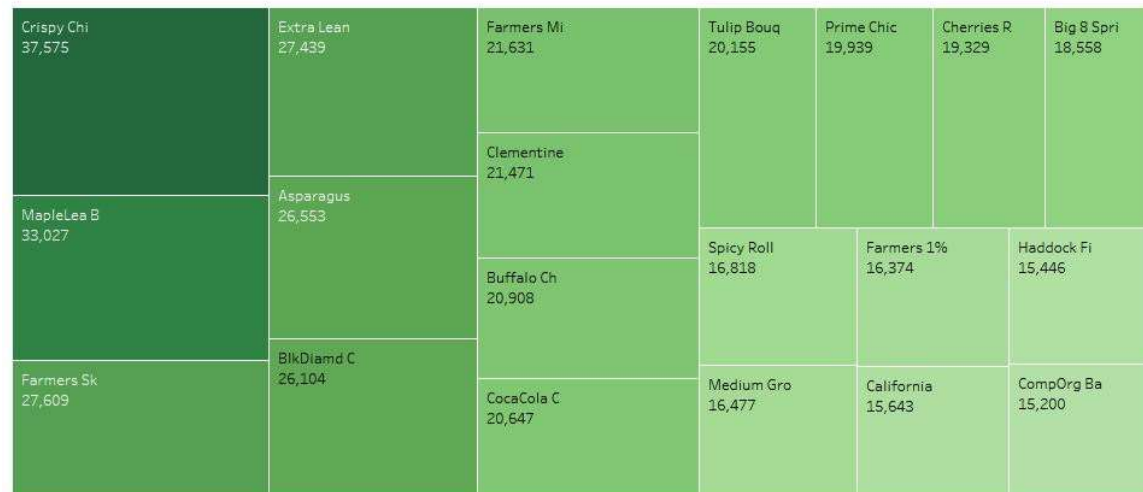 Crispy Chi
37,575
MapleLea B
33,027
Farmers Sk
27,609
Extra Lean
27,439
Asparagus
26,553
BlkDiamd C
26,104
Farmers Mi
21,631
Clementine
21,471
Buffalo Ch
20,908
CocaCola C
20,647
Tulip Bouq
20,155
Prime Chic
19,939
Cherries R
19,329
Big 8 Spri
18,558
Spicy Roll
16,818
Medium Gro
16,477
Farmers 1%
16,374
California
15,643
Haddock Fi
15,446
CompOrg Ba
15,200